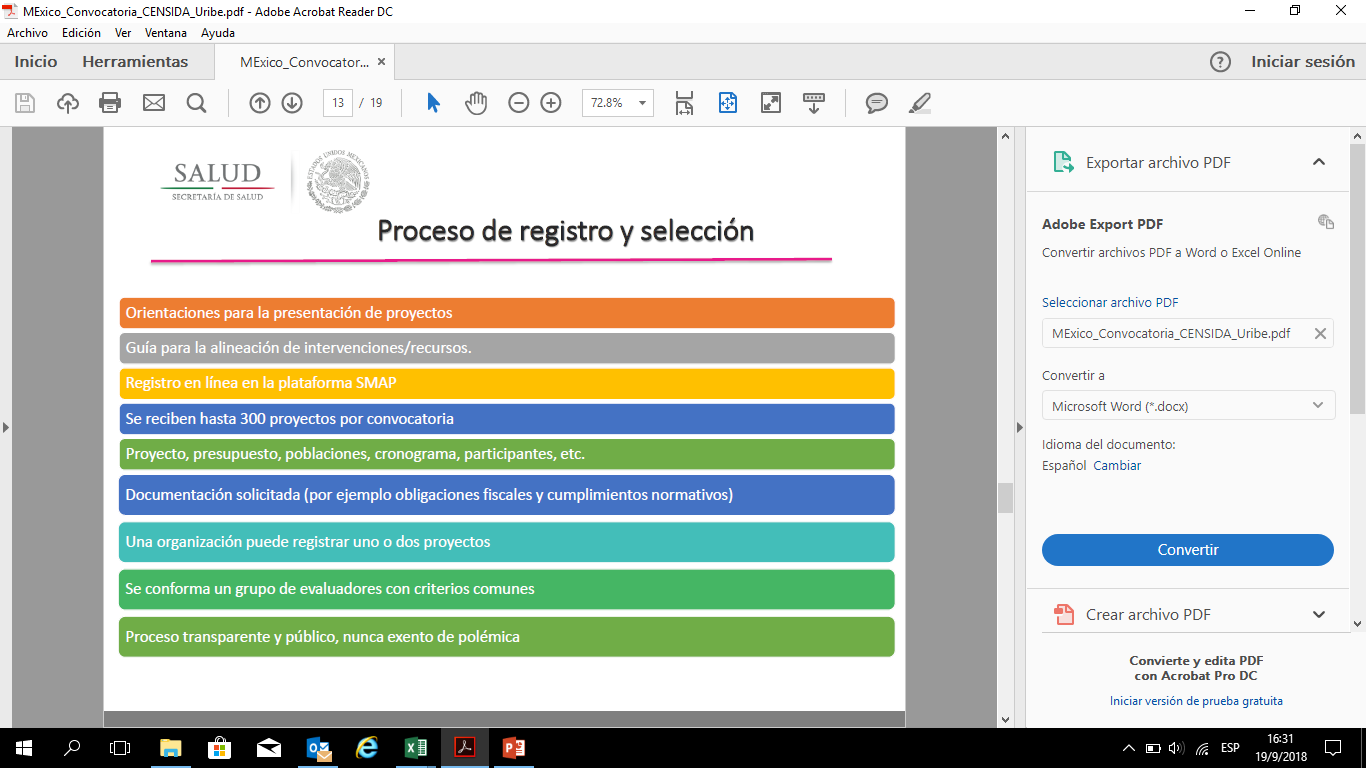 MExico_Convocatoria_CENSIDA_Uribe.pdf - Adobe Acrobat Reader DC
Archivo Edición Ver Ventana Ayuda
Inicio Herramientas MExico_Convocator... × Iniciar sesión
13 / 19 72.8%
SALUD
SECRETARÍA DE SALUD
ESTADOS UNIDOS MEXICANOS
Proceso de registro y selección
Orientaciones para la presentación de proyectos
Guía para la alineación de intervenciones/recursos.
Registro en línea en la plataforma SMAP
Se reciben hasta 300 proyectos por convocatoria
Proyecto, presupuesto, poblaciones, cronograma, participantes, etc.
Documentación solicitada (por ejemplo obligaciones fiscales y cumplimientos normativos)
Una organización puede registrar uno o dos proyectos
Se conforma un grupo de evaluadores con criterios comunes
Proceso transparente y público, nunca exento de polémica
Exportar archivo PDF
Adobe Export PDF
Convertir archivos PDF a Word o Excel Online
Seleccionar archivo PDF
MExico_Convocatoria_CENSIDA_Uribe.pdf
Convertir a
Microsoft Word (*.docx)
Idioma del documento:
Español Cambiar
Convertir
Crear archivo PDF
Convierte y edita PDF
con Acrobat Pro DC
Iniciar versión de prueba gratuita
ESP
16:31
19/9/2018